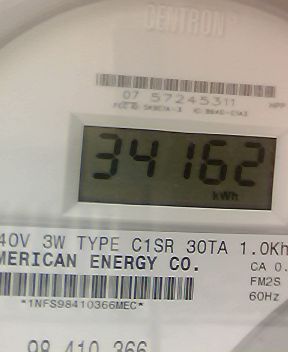 CENTRON
07 57245311
34162
kWh
40V 3W TYPE C1SR 30TA 1.0Kh
MERICAN ENERGY CO.
CA 0.
FM2S
60Hz
*1NFS98410366MEC*
98 410 366